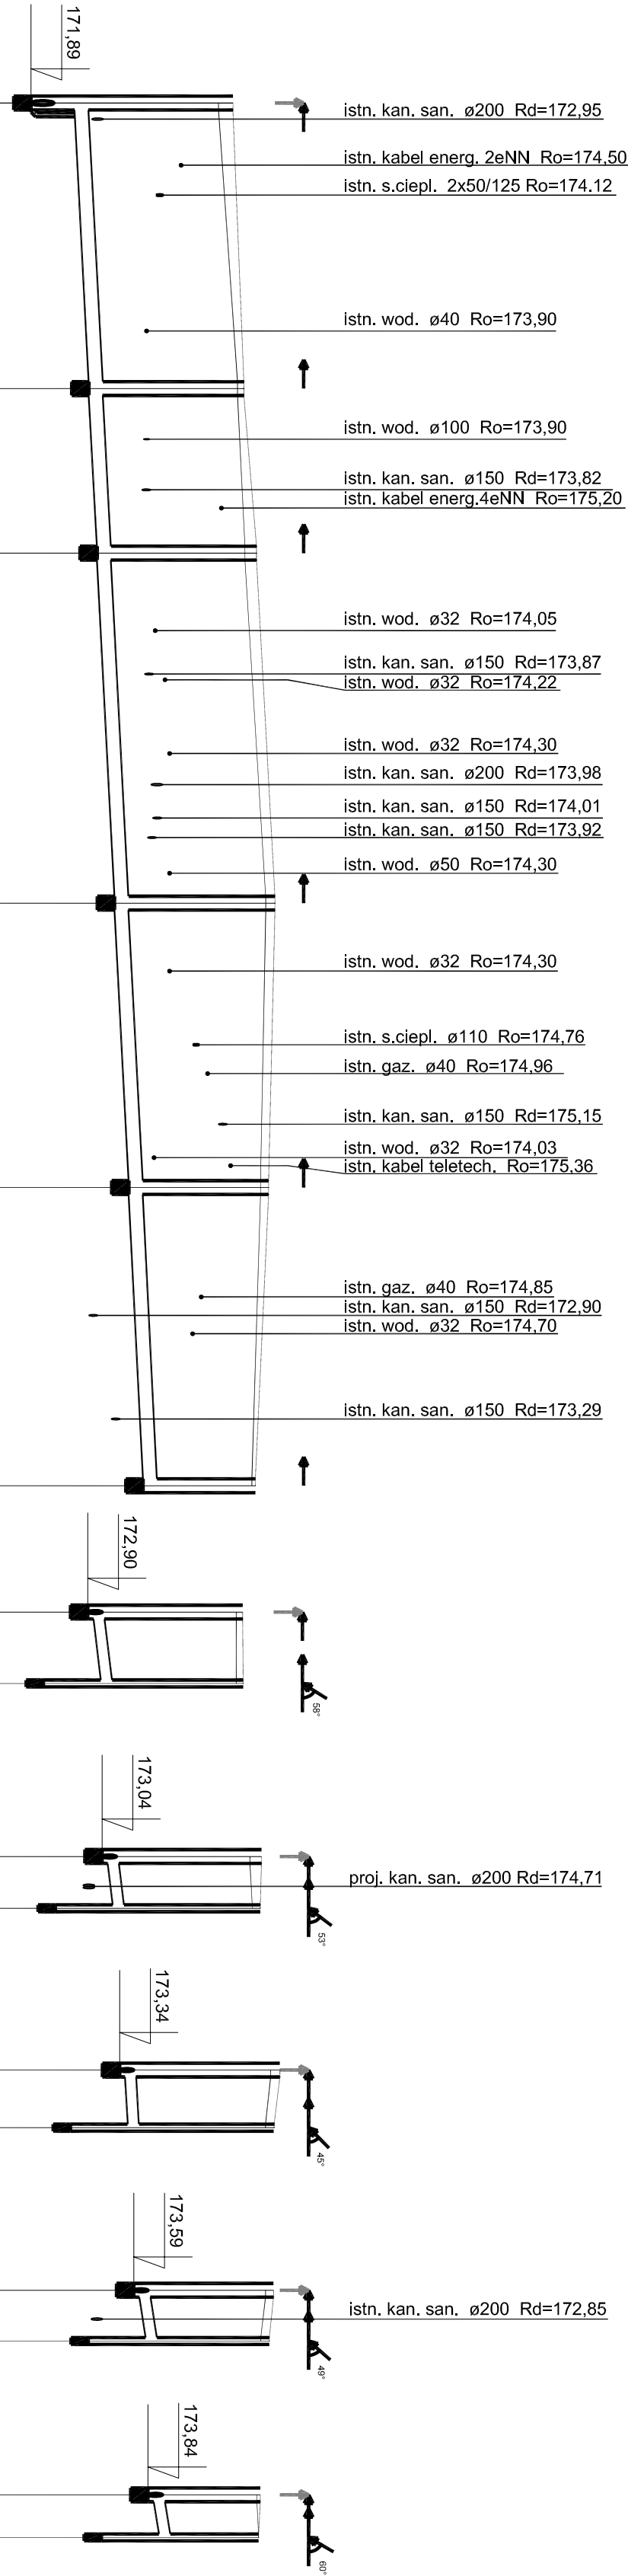 171,89
istn. kan. san. ø200 Rd=172,95
istn. kabel energ. 2eNN Ro=174,50
istn. s.ciepl. 2x50/125 Ro=174.12
istn. wod. ø40 Ro=173,90
istn. wod. ø100 Ro=173,90
istn. kan. san. ø150 Rd=173,82
istn. kabel energ.4eNN Ro=175,20
istn. wod. ø32 Ro=174,05
istn. kan. san. ø150 Rd=173,87
istn. wod. ø32 Ro=174,22
istn. wod. ø32 Ro=174,30
istn. kan. san. ø200 Rd=173,98
istn. kan. san. ø150 Rd=174,01
istn. kan. san. ø150 Rd=173,92
istn. wod. ø50 Ro=174,30
istn. wod. ø32 Ro=174,30
istn. s.ciepl. ø110 Ro=174,76
istn. gaz. ø40 Ro=174,96
istn. kan. san. ø150 Rd=175,15
istn. wod. ø32 Ro=174,03
istn. kabel teletech. Ro=175,36
istn. gaz. ø40 Ro=174,85
istn. kan. san. ø150 Rd=172,90
istn. wod. ø32 Ro=174,70
istn. kan. san. ø150 Rd=173,29
172,90
58°
173,04
proj. kan. san. ø200 Rd=174,71
53°
173,34
45°
173,59
istn. kan. san. ø200 Rd=172,85
49°
173,84
60°